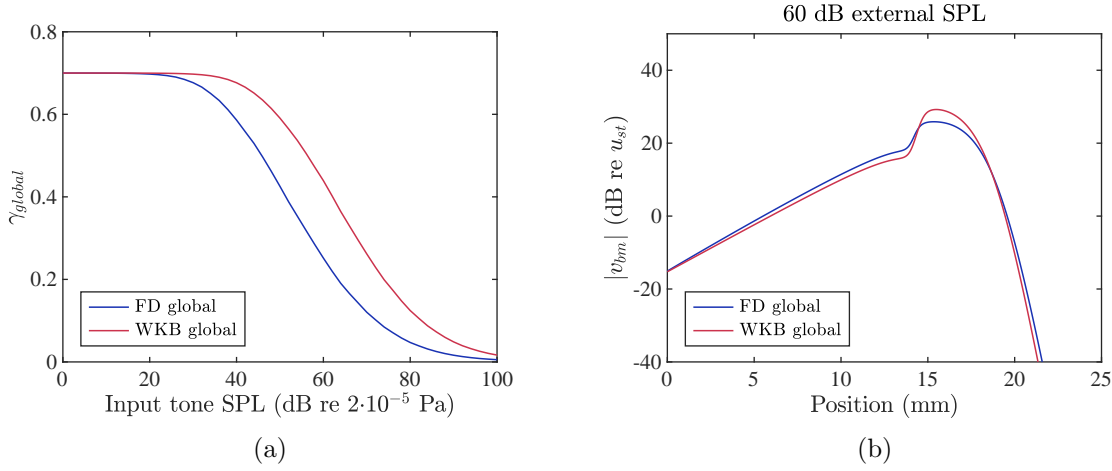 0.8
0.6
0.4
0.2
0
γ_global
0 20 40 60 80 100
Input tone SPL (dB re 2·10⁻⁵ Pa)
FD global
WKB global
(a)
60 dB external SPL
40
20
0
-20
-40
|v_bm| (dB re u_st)
0 5 10 15 20 25
Position (mm)
FD global
WKB global
(b)